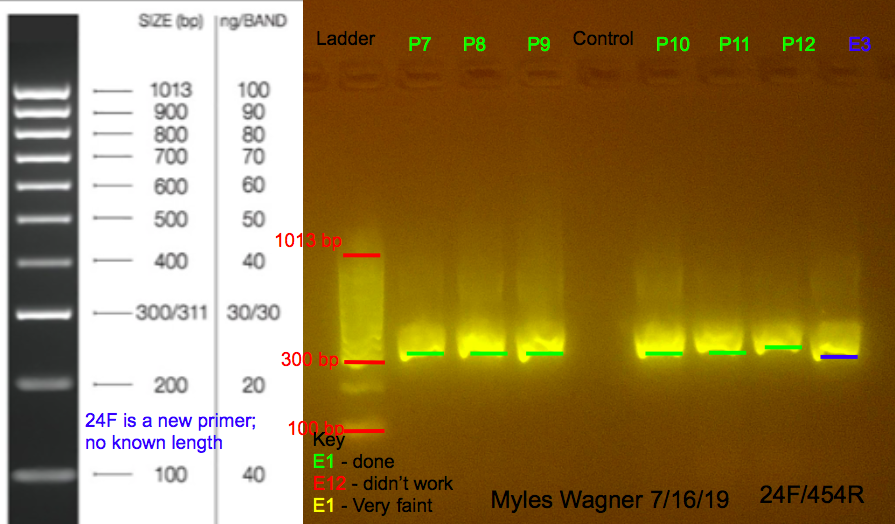 SIZE (bp) ng/BAND
1013 100
900 90
800 80
700 70
600 60
500 50
400 40
300/311 30/30
200 20
100 40
24F is a new primer;
no known length
Ladder P7 P8 P9 Control P10 P11 P12 E3
1013 bp
300 bp
100 bp
Key
E1 - done
E12 - didn't work
E1 - Very faint
Myles Wagner 7/16/19 24F/454R